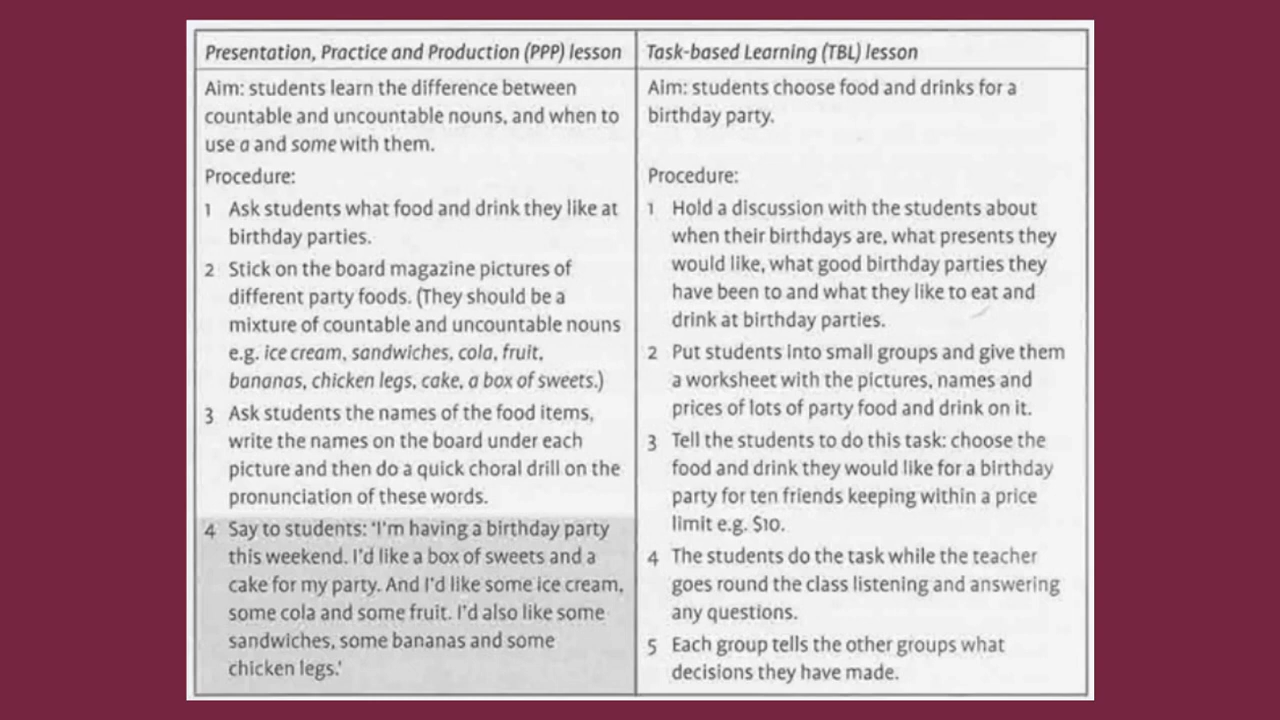 Presentation, Practice and Production (PPP) lesson
Aim: students learn the difference between
countable and uncountable nouns, and when to
use a and some with them.
Procedure:
1 Ask students what food and drink they like at
birthday parties.
2 Stick on the board magazine pictures of
different party foods. (They should be a
mixture of countable and uncountable nouns
e.g. ice cream, sandwiches, cola, fruit,
bananas, chicken legs, cake, a box of sweets.)
3 Ask students the names of the food items,
write the names on the board under each
picture and then do a quick choral drill on the
pronunciation of these words.
4 Say to students: 'I'm having a birthday party
this weekend. I'd like a box of sweets and a
cake for my party. And I'd like some ice cream,
some cola and some fruit. I'd also like some
sandwiches, some bananas and some
chicken legs.'
Task-based Learning (TBL) lesson
Aim: students choose food and drinks for a
birthday party.
Procedure:
1 Hold a discussion with the students about
when their birthdays are, what presents they
would like, what good birthday parties they
have been to and what they like to eat and
drink at birthday parties.
2 Put students into small groups and give them
a worksheet with the pictures, names and
prices of lots of party food and drink on it.
3 Tell the students to do this task: choose the
food and drink they would like for a birthday
party for ten friends keeping within a price
limit e.g. $10.
4 The students do the task while the teacher
goes round the class listening and answering
any questions.
5 Each group tells the other groups what
decisions they have made.